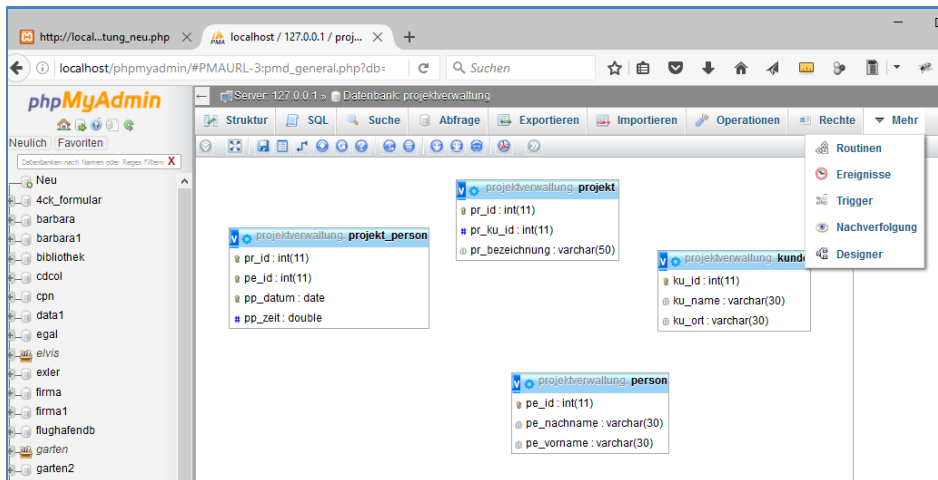 http://local...tung_neu.php
localhost / 127.0.0.1 / proj...
localhost/phpmyadmin/#PMAURL-3:pmd_general.php?db=
Suchen
phpMyAdmin
Neulich Favoriten
Datenbanken nach Namen oder Regex filtern X
Neu
4ck_formular
barbara
barbara1
bibliothek
cdcol
cpn
data1
egal
elvis
exler
firma
firma1
flughafendb
garten
garten2
Server: 127.0.0.1 » Datenbank: projektverwaltung
Struktur SQL Suche Abfrage Exportieren Importieren Operationen Rechte Mehr
Routinen
Ereignisse
Trigger
Nachverfolgung
Designer
projektverwaltung projekt
pr_id : int(11)
pr_ku_id : int(11)
pr_bezeichnung : varchar(50)
projektverwaltung projekt_person
pr_id : int(11)
pe_id : int(11)
pp_datum : date
pp_zeit : double
projektverwaltung kunde
ku_id : int(11)
ku_name : varchar(30)
ku_ort : varchar(30)
projektverwaltung person
pe_id : int(11)
pe_nachname : varchar(30)
pe_vorname : varchar(30)